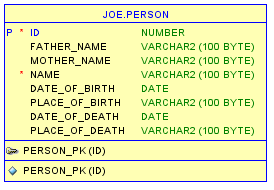 JOE.PERSON
P * ID NUMBER
FATHER_NAME VARCHAR2 (100 BYTE)
MOTHER_NAME VARCHAR2 (100 BYTE)
* NAME VARCHAR2 (100 BYTE)
DATE_OF_BIRTH DATE
PLACE_OF_BIRTH VARCHAR2 (100 BYTE)
DATE_OF_DEATH DATE
PLACE_OF_DEATH VARCHAR2 (100 BYTE)
PERSON_PK (ID)
PERSON_PK (ID)